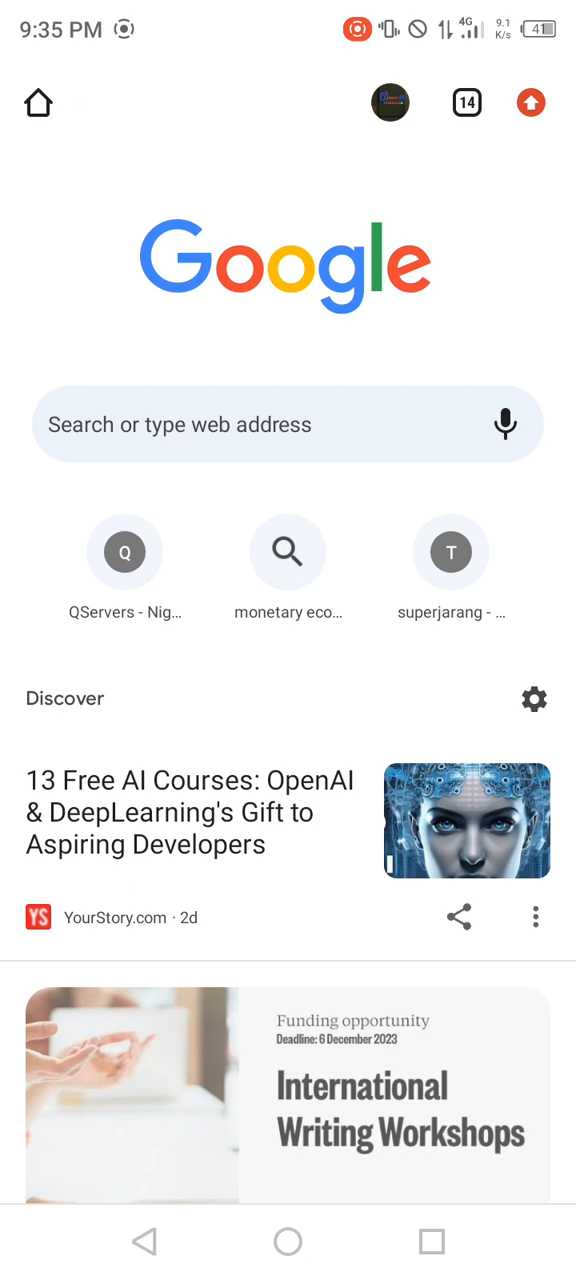 9:35 PM
4G
9.1
K/s
41
14
Google
Search or type web address
Q
T
QServers - Nig...
monetary eco...
superjarang - ...
Discover
13 Free AI Courses: OpenAI
& DeepLearning's Gift to
Aspiring Developers
YS
YourStory.com · 2d
Funding opportunity
Deadline: 6 December 2023
International
Writing Workshops